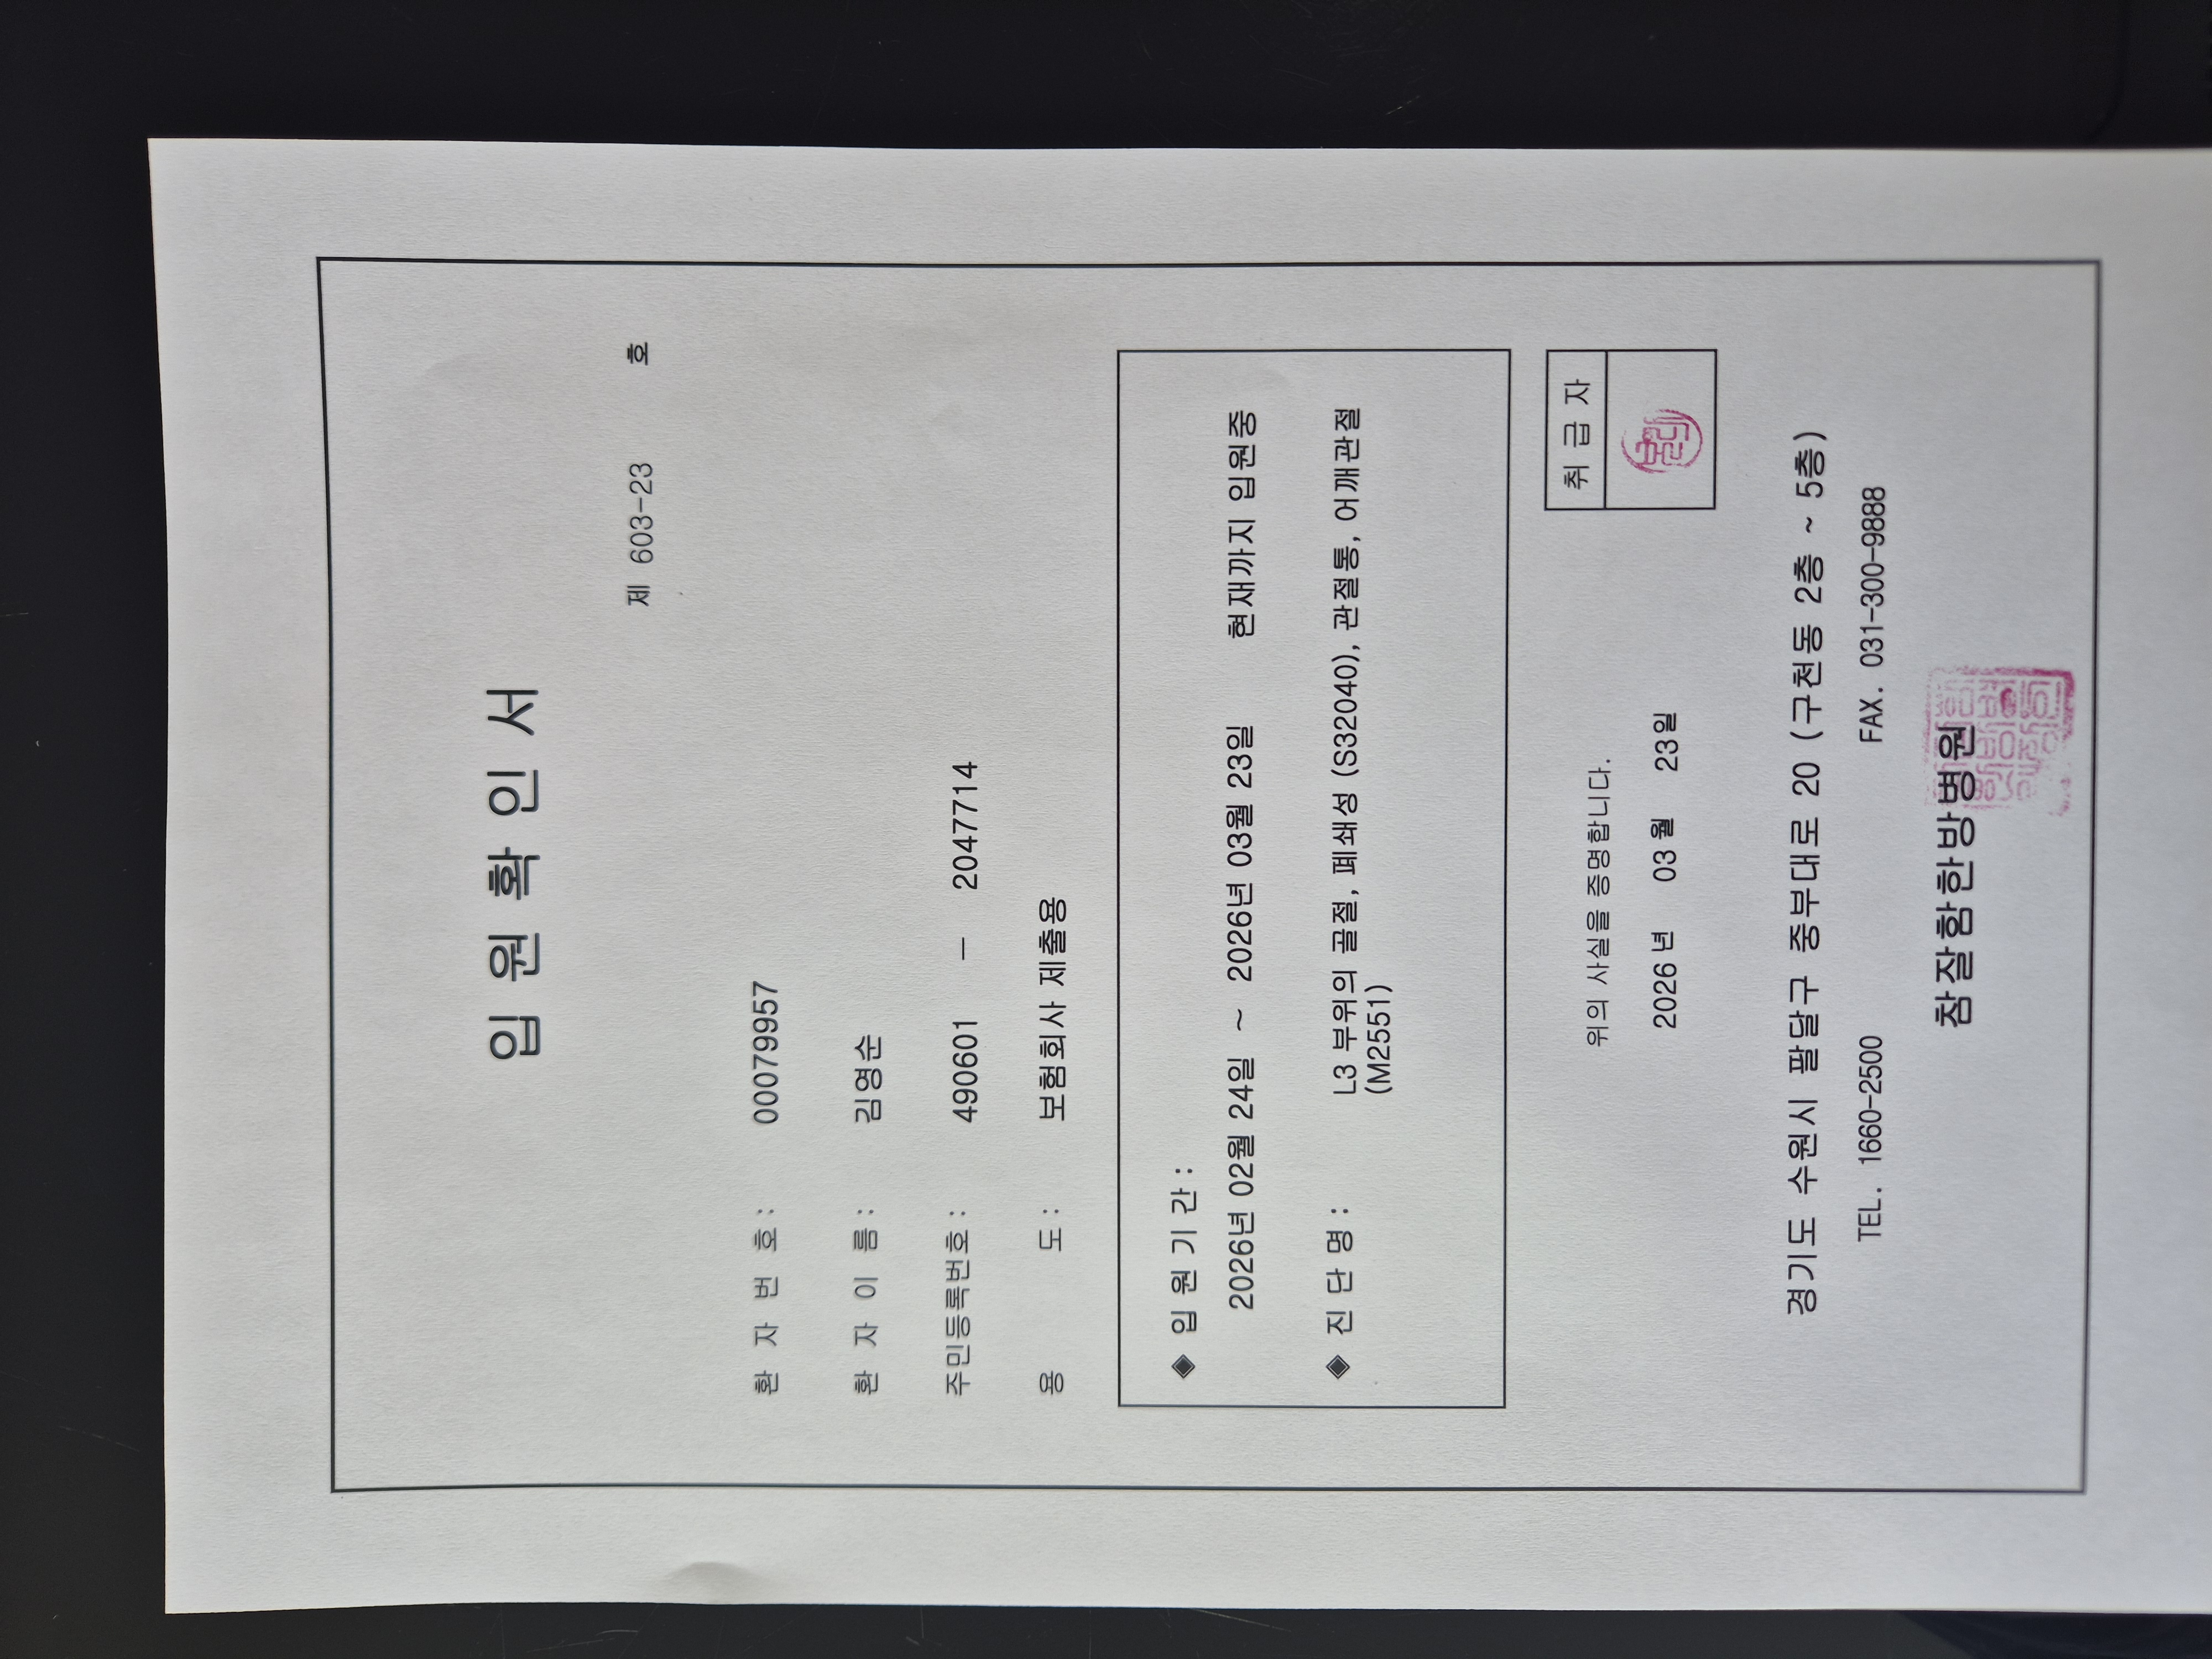 입 원 확 인 서
제 603-23 호
환 자 번 호 : 00079957
환 자 이 름 : 김영순
주민등록번호 : 490601 - 2047714
용 도 : 보험회사 제출용
◈ 입 원 기 간 :
2026년 02월 24일 ~ 2026년 03월 23일 현재까지 입원중
◈ 진 단 명 : L3 부위의 골절, 폐쇄성 (S32040), 관절통, 어깨관절
(M2551)
취 급 자
위의 사실을 증명합니다.
2026 년 03 월 23일
경기도 수원시 팔달구 중부대로 20 (구천동 2층 ~ 5층)
TEL. 1660-2500 FAX. 031-300-9888
참잘함한방병원